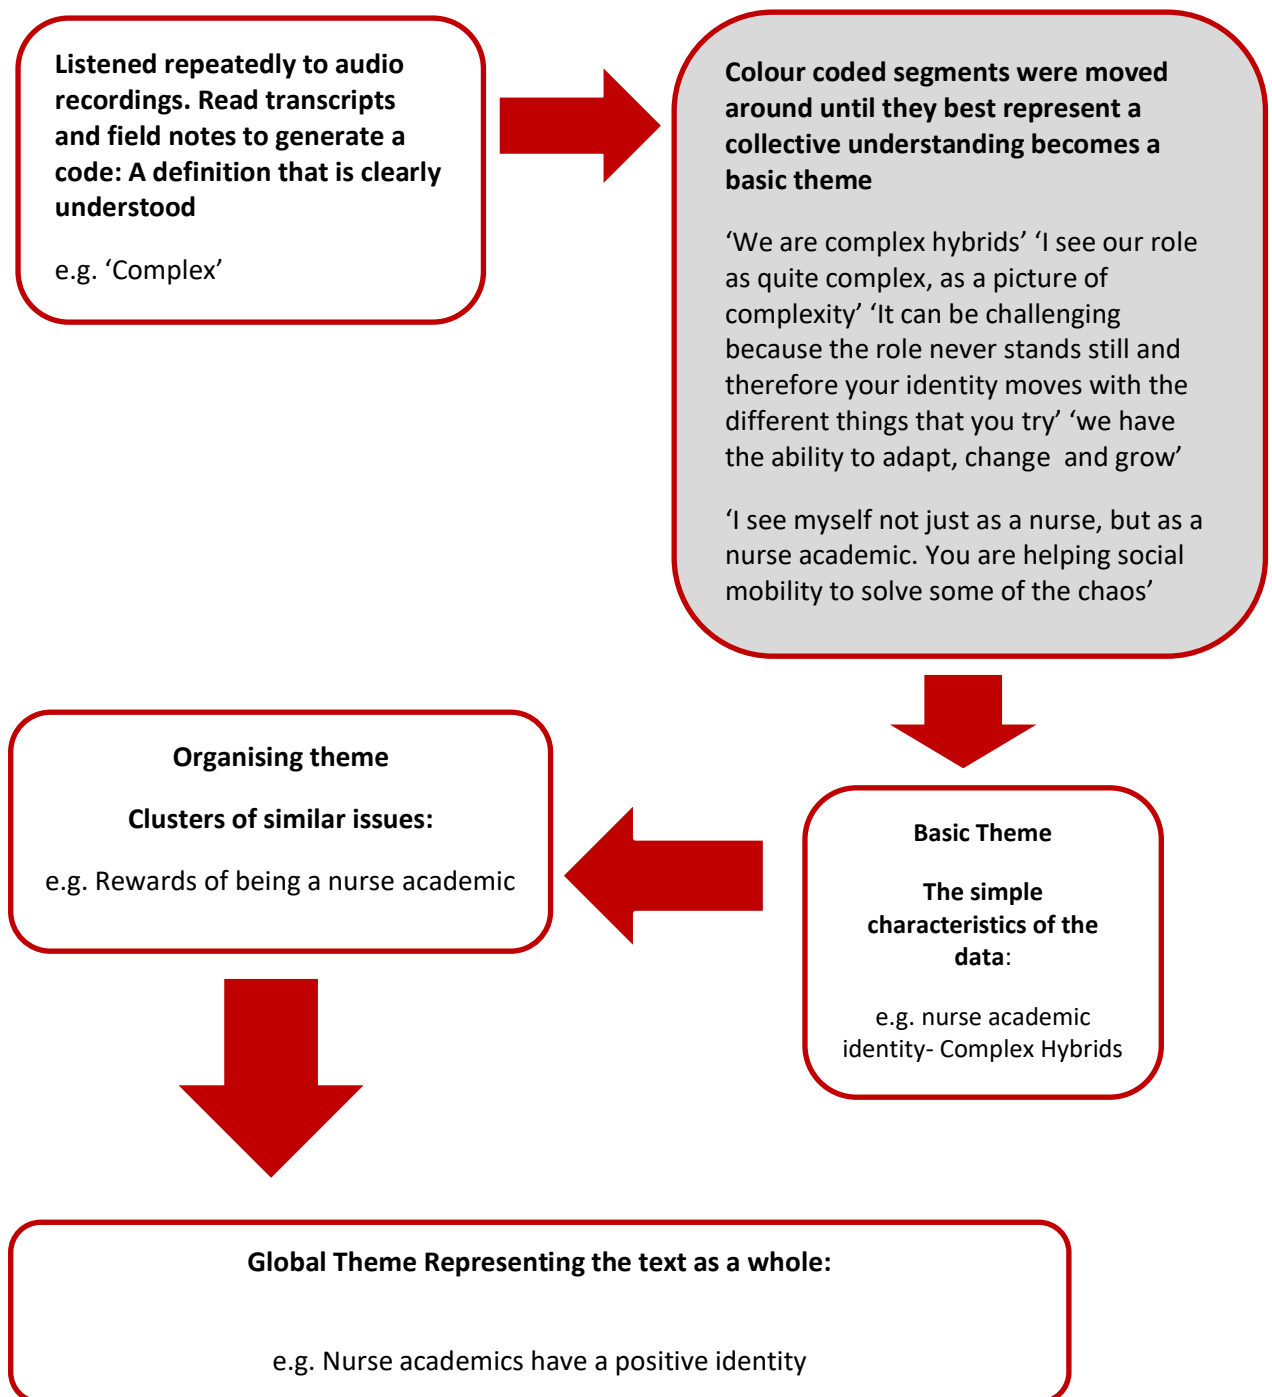 Listened repeatedly to audio
recordings. Read transcripts
and field notes to generate a
code: A definition that is clearly
understood
e.g. ‘Complex’
Colour coded segments were moved
around until they best represent a
collective understanding becomes a
basic theme
‘We are complex hybrids’ ‘I see our role
as quite complex, as a picture of
complexity’ ‘It can be challenging
because the role never stands still and
therefore your identity moves with the
different things that you try’ ‘we have
the ability to adapt, change  and grow’
‘I see myself not just as a nurse, but as a
nurse academic. You are helping social
mobility to solve some of the chaos’
Basic Theme
The simple
characteristics of the
data:
e.g. nurse academic
identity- Complex Hybrids
Organising theme
Clusters of similar issues:
e.g. Rewards of being a nurse academic
Global Theme Representing the text as a whole:
e.g. Nurse academics have a positive identity